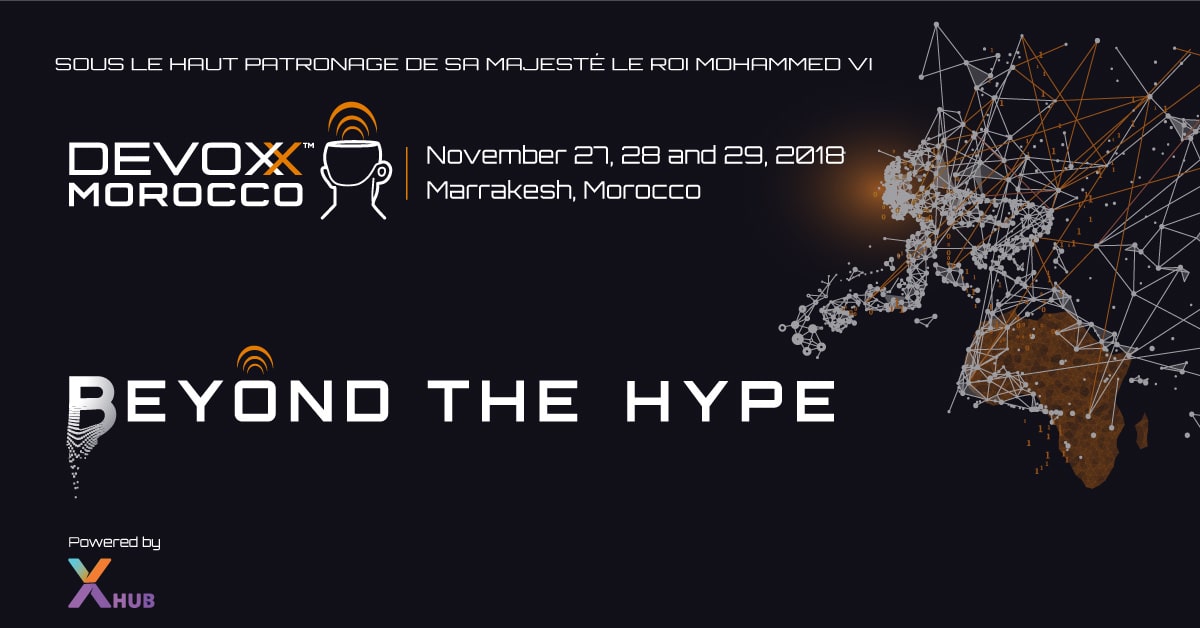 SOUS LE HAUT PATRONAGE DE SA MAJESTÉ LE ROI MOHAMMED VI
DEVOXX™
MOROCCO
November 27, 28 and 29, 2018
Marrakesh, Morocco
BEYOND THE HYPE
Powered by
XHUB